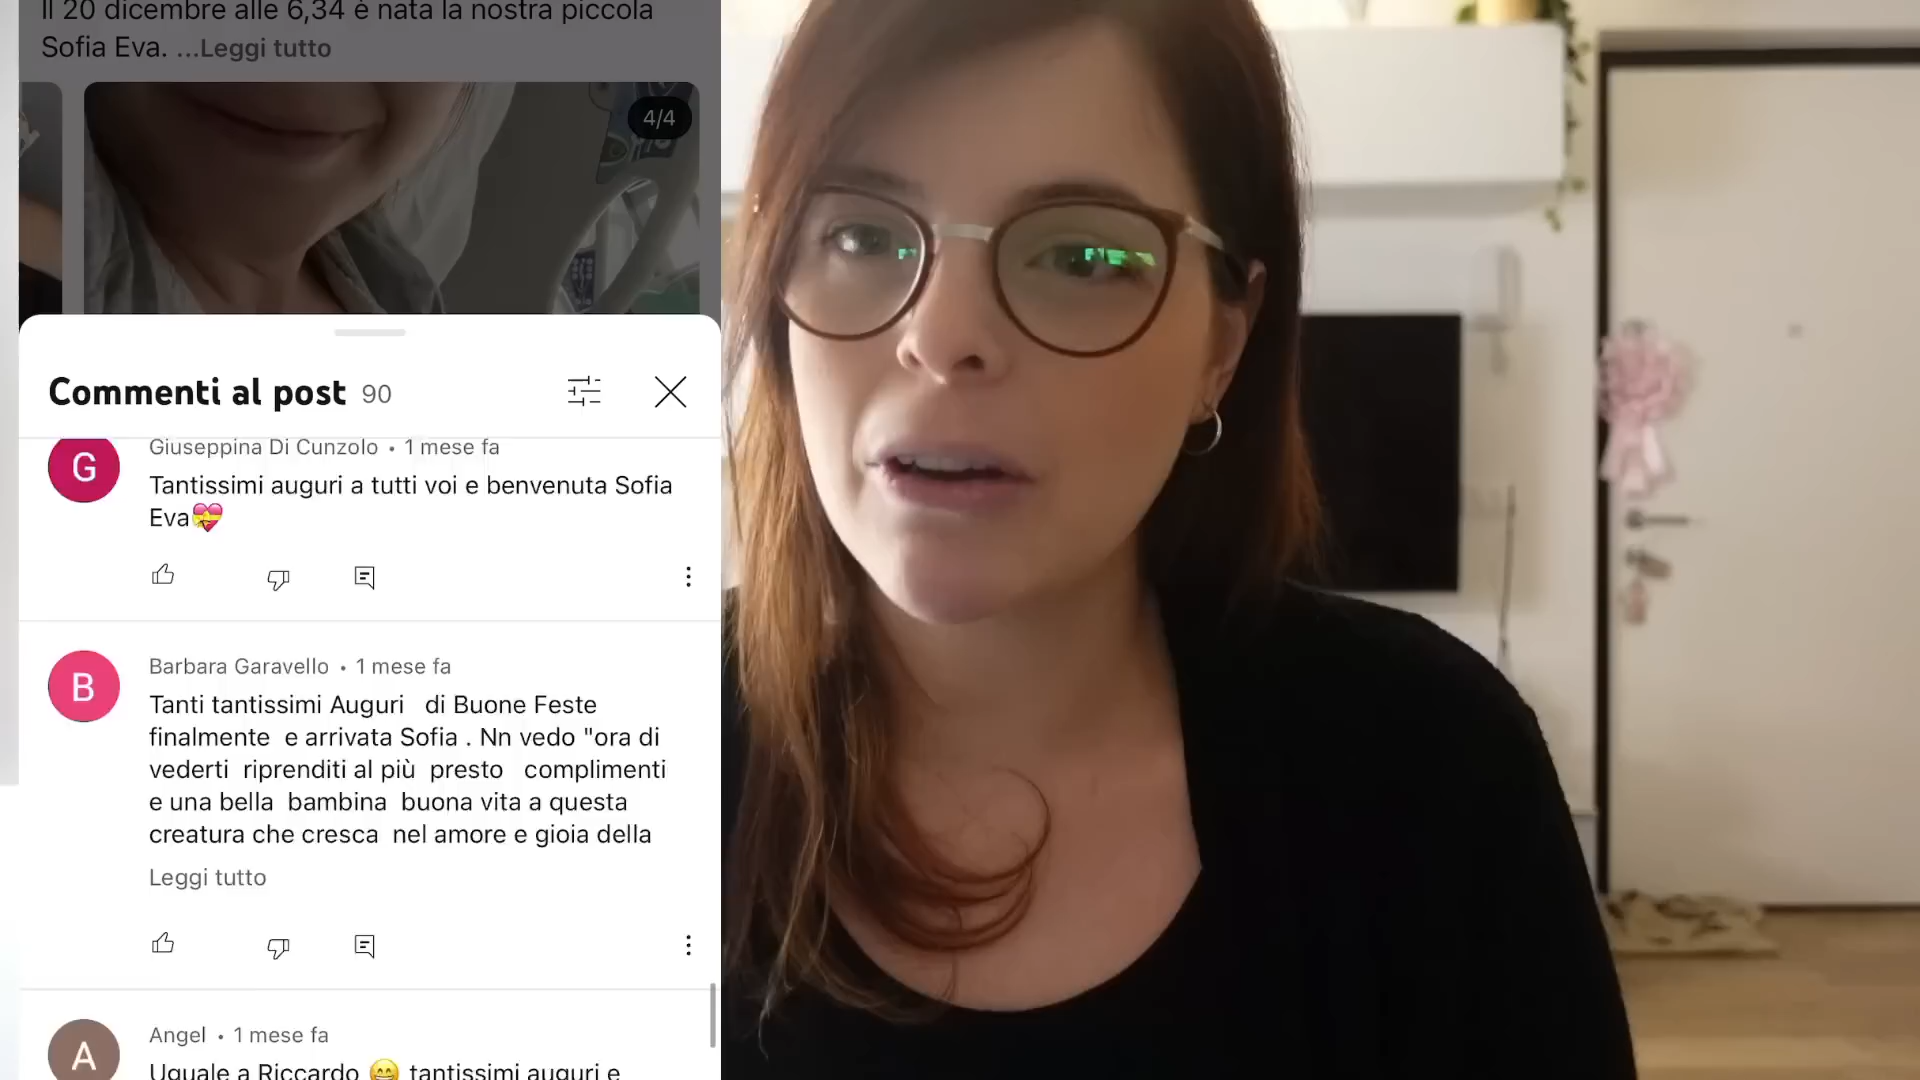 Il 20 dicembre alle 6,34 è nata la nostra piccola
Sofia Eva. ...Leggi tutto
4/4
Commenti al post 90
G
Giuseppina Di Cunzolo • 1 mese fa
Tantissimi auguri a tutti voi e benvenuta Sofia
Eva💝
B
Barbara Garavello • 1 mese fa
Tanti tantissimi Auguri di Buone Feste
finalmente e arrivata Sofia . Nn vedo "ora di
vederti riprenditi al più presto complimenti
e una bella bambina buona vita a questa
creatura che cresca nel amore e gioia della
Leggi tutto
A
Angel • 1 mese fa
Uguale a Riccardo 😄 tantissimi auguri e